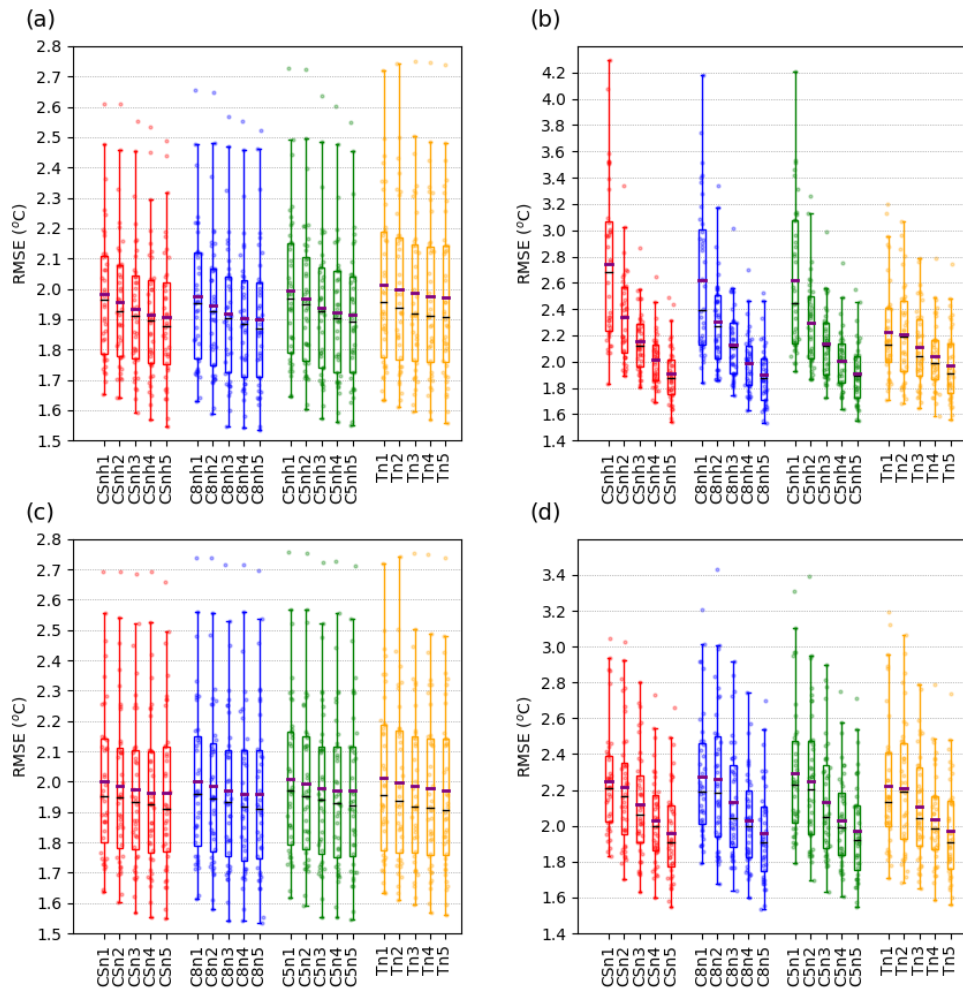 (a)
2.8
2.7
2.6
2.5
2.4
2.3
2.2
2.1
2.0
1.9
1.8
1.7
1.6
1.5
RMSE (°C)
CSnh1
CSnh2
CSnh3
CSnh4
CSnh5
C8nh1
C8nh2
C8nh3
C8nh4
C8nh5
C5nh1
C5nh2
C5nh3
C5nh4
C5nh5
Tn1
Tn2
Tn3
Tn4
Tn5
(b)
4.2
4.0
3.8
3.6
3.4
3.2
3.0
2.8
2.6
2.4
2.2
2.0
1.8
1.6
1.4
RMSE (°C)
CSnh1
CSnh2
CSnh3
CSnh4
CSnh5
C8nh1
C8nh2
C8nh3
C8nh4
C8nh5
C5nh1
C5nh2
C5nh3
C5nh4
C5nh5
Tn1
Tn2
Tn3
Tn4
Tn5
(c)
2.8
2.7
2.6
2.5
2.4
2.3
2.2
2.1
2.0
1.9
1.8
1.7
1.6
1.5
RMSE (°C)
CSn1
CSn2
CSn3
CSn4
CSn5
C8n1
C8n2
C8n3
C8n4
C8n5
C5n1
C5n2
C5n3
C5n4
C5n5
Tn1
Tn2
Tn3
Tn4
Tn5
(d)
3.4
3.2
3.0
2.8
2.6
2.4
2.2
2.0
1.8
1.6
1.4
RMSE (°C)
CSn1
CSn2
CSn3
CSn4
CSn5
C8n1
C8n2
C8n3
C8n4
C8n5
C5n1
C5n2
C5n3
C5n4
C5n5
Tn1
Tn2
Tn3
Tn4
Tn5